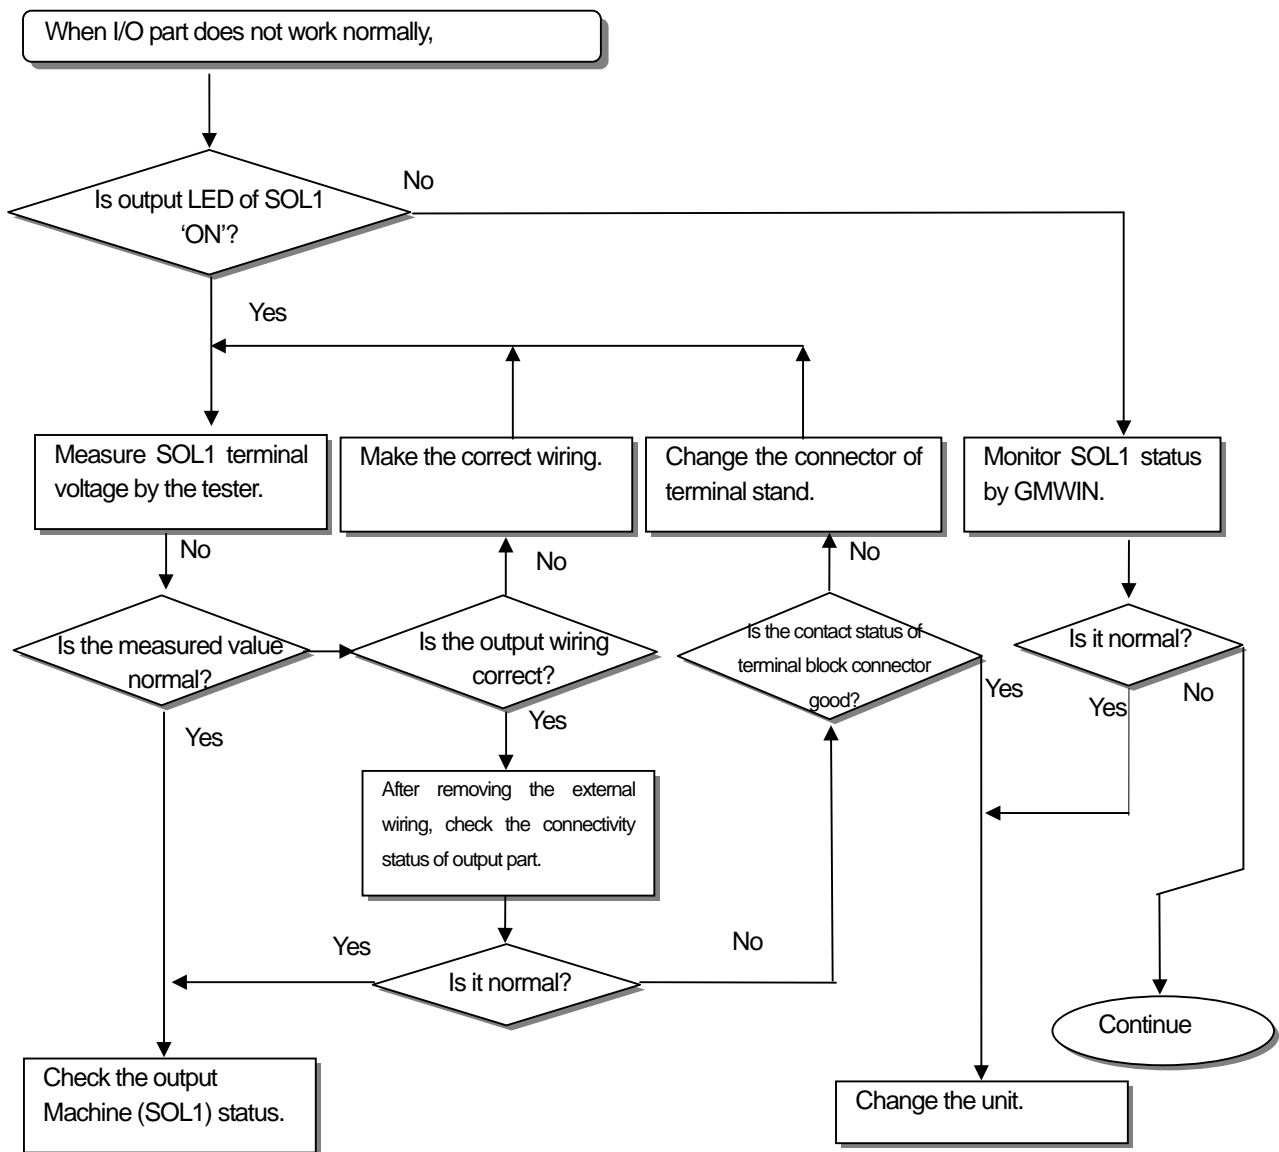 When I/O part does not work normally,
Is output LED of SOL1
‘ON’?
No
Yes
Measure SOL1 terminal
voltage by the tester.
Make the correct wiring.
Change the connector of
terminal stand.
Monitor SOL1 status
by GMWIN.
No
No
No
Is the measured value
normal?
Is the output wiring
correct?
Is the contact status of
terminal block connector
good?
Is it normal?
Yes
Yes
Yes
Yes
No
After removing the external
wiring, check the connectivity
status of output part.
Yes
No
Is it normal?
Continue
Check the output
Machine (SOL1) status.
Change the unit.